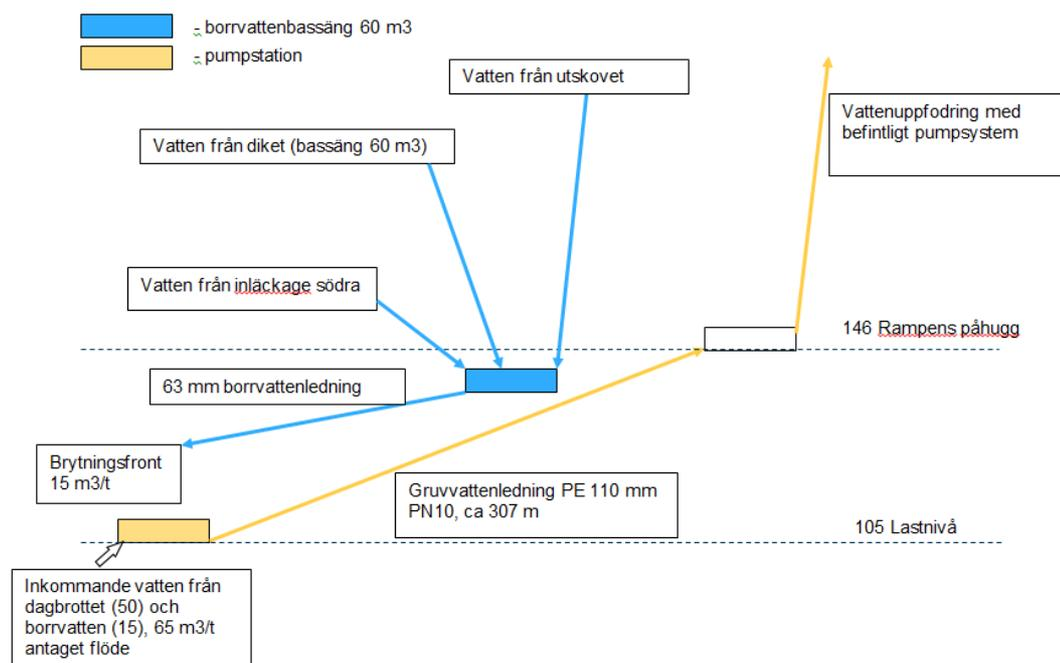 - borrvattenbassäng 60 m3
- pumpstation
Vatten från utskovet
Vattenuppfodring med
befintligt pumpsystem
Vatten från diket (bassäng 60 m3)
Vatten från inläckage södra
146 Rampens påhugg
63 mm borrvattenledning
Brytningsfront
15 m3/t
Gruvvattenledning PE 110 mm
PN10, ca 307 m
105 Lastnivå
Inkommande vatten från
dagbrottet (50) och
borrvatten (15), 65 m3/t
antaget flöde